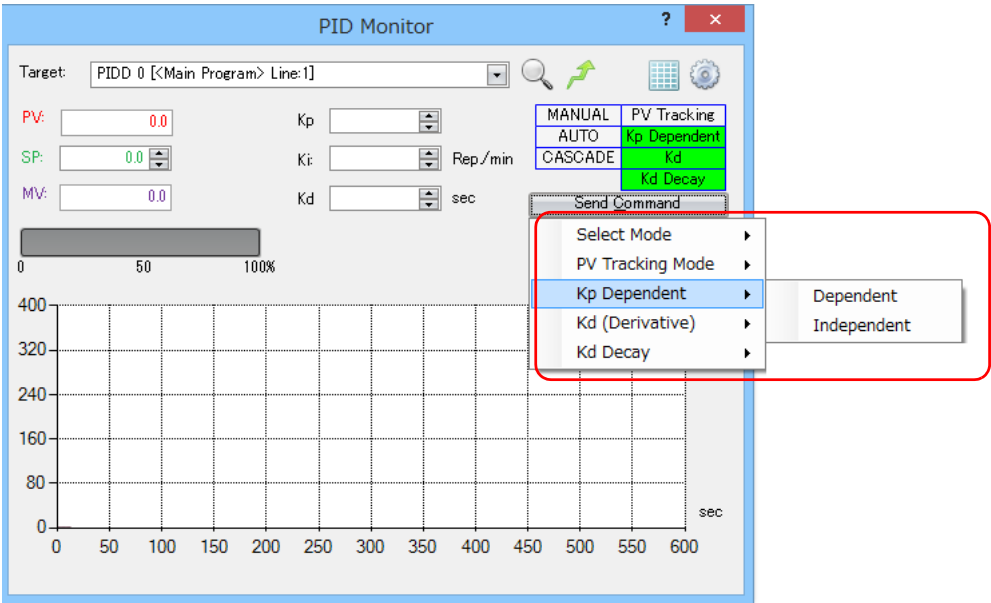 PID Monitor
?
×
Target:
PIDD 0 [<Main Program> Line:1]
PV:
0.0
Kp
MANUAL
PV Tracking
AUTO
Kp Dependent
SP:
0.0
Ki:
Rep/min
CASCADE
Kd
Kd Decay
MV:
0.0
Kd
sec
Send Command
Select Mode
PV Tracking Mode
Kp Dependent
Kd (Derivative)
Kd Decay
Dependent
Independent
0
50
100%
400
320
240
160
80
0
sec
0 50 100 150 200 250 300 350 400 450 500 550 600